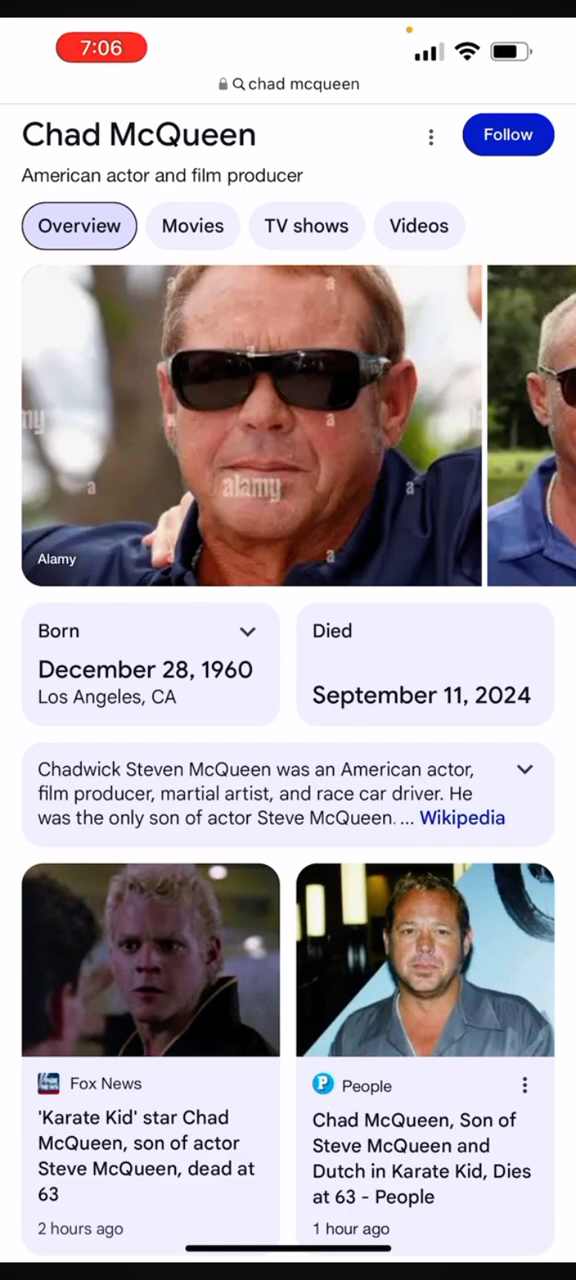 7:06
chad mcqueen
Chad McQueen
Follow
American actor and film producer
Overview
Movies
TV shows
Videos
my
a
a
a
alamy
a
a
a
Alamy
Born
December 28, 1960
Los Angeles, CA
Died
September 11, 2024
Chadwick Steven McQueen was an American actor,
film producer, martial artist, and race car driver. He
was the only son of actor Steve McQueen. ... Wikipedia
Fox News
'Karate Kid' star Chad
McQueen, son of actor
Steve McQueen, dead at
63
2 hours ago
P People
Chad McQueen, Son of
Steve McQueen and
Dutch in Karate Kid, Dies
at 63 - People
1 hour ago